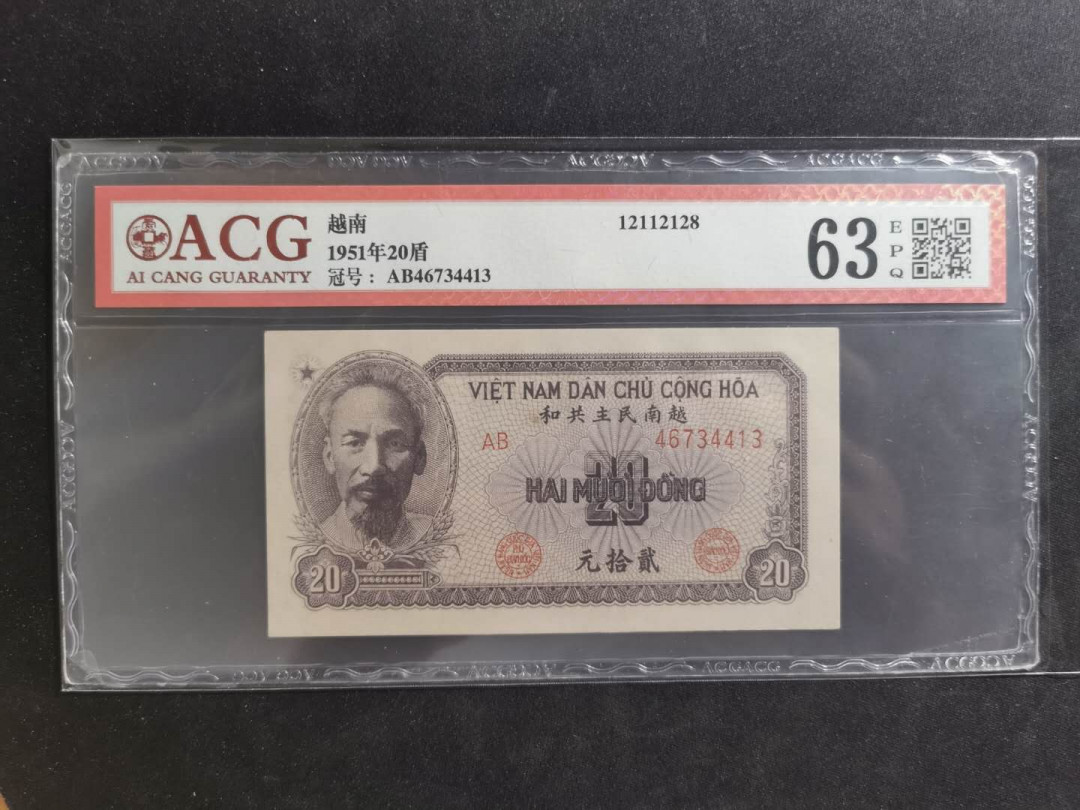 ACG
AI CANG GUARANTY
越南
1951年20盾
冠号： AB46734413
12112128
63
EPQ
VIỆT NAM DÂN CHỦ CỘNG HÒA
和共主民南越
AB 46734413
20
HAI MƯƠI ĐỒNG
元拾貳
20
20